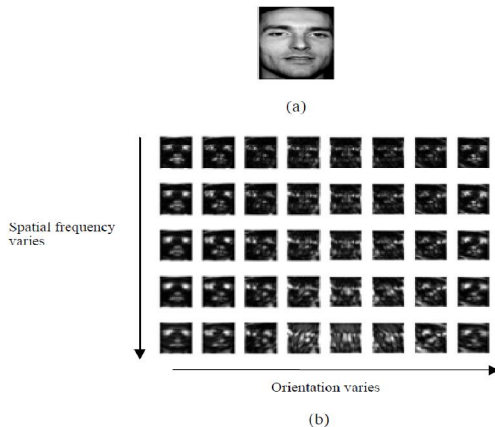 (a)
Spatial frequency
varies
Orientation varies
(b)